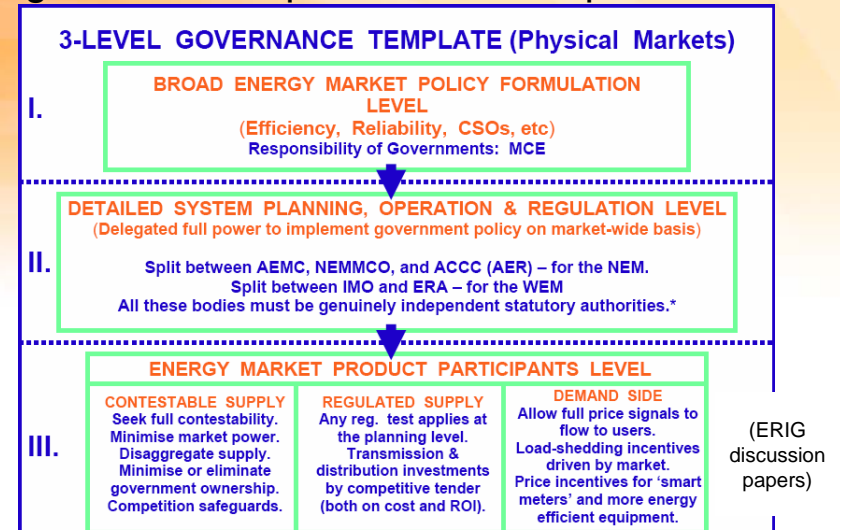 3-LEVEL GOVERNANCE TEMPLATE (Physical Markets)
I.
BROAD ENERGY MARKET POLICY FORMULATION
LEVEL
(Efficiency, Reliability, CSOs, etc)
Responsibility of Governments: MCE
II.
DETAILED SYSTEM PLANNING, OPERATION & REGULATION LEVEL
(Delegated full power to implement government policy on market-wide basis)
Split between AEMC, NEMMCO, and ACCC (AER) – for the NEM.
Split between IMO and ERA – for the WEM
All these bodies must be genuinely independent statutory authorities.*
III.
ENERGY MARKET PRODUCT PARTICIPANTS LEVEL
CONTESTABLE SUPPLY
Seek full contestability.
Minimise market power.
Disaggregate supply.
Minimise or eliminate
government ownership.
Competition safeguards.
REGULATED SUPPLY
Any reg. test applies at
the planning level.
Transmission &
distribution investments
by competitive tender
(both on cost and ROI).
DEMAND SIDE
Allow full price signals to
flow to users.
Load-shedding incentives
driven by market.
Price incentives for ‘smart
meters’ and more energy
efficient equipment.
(ERIG
discussion
papers)